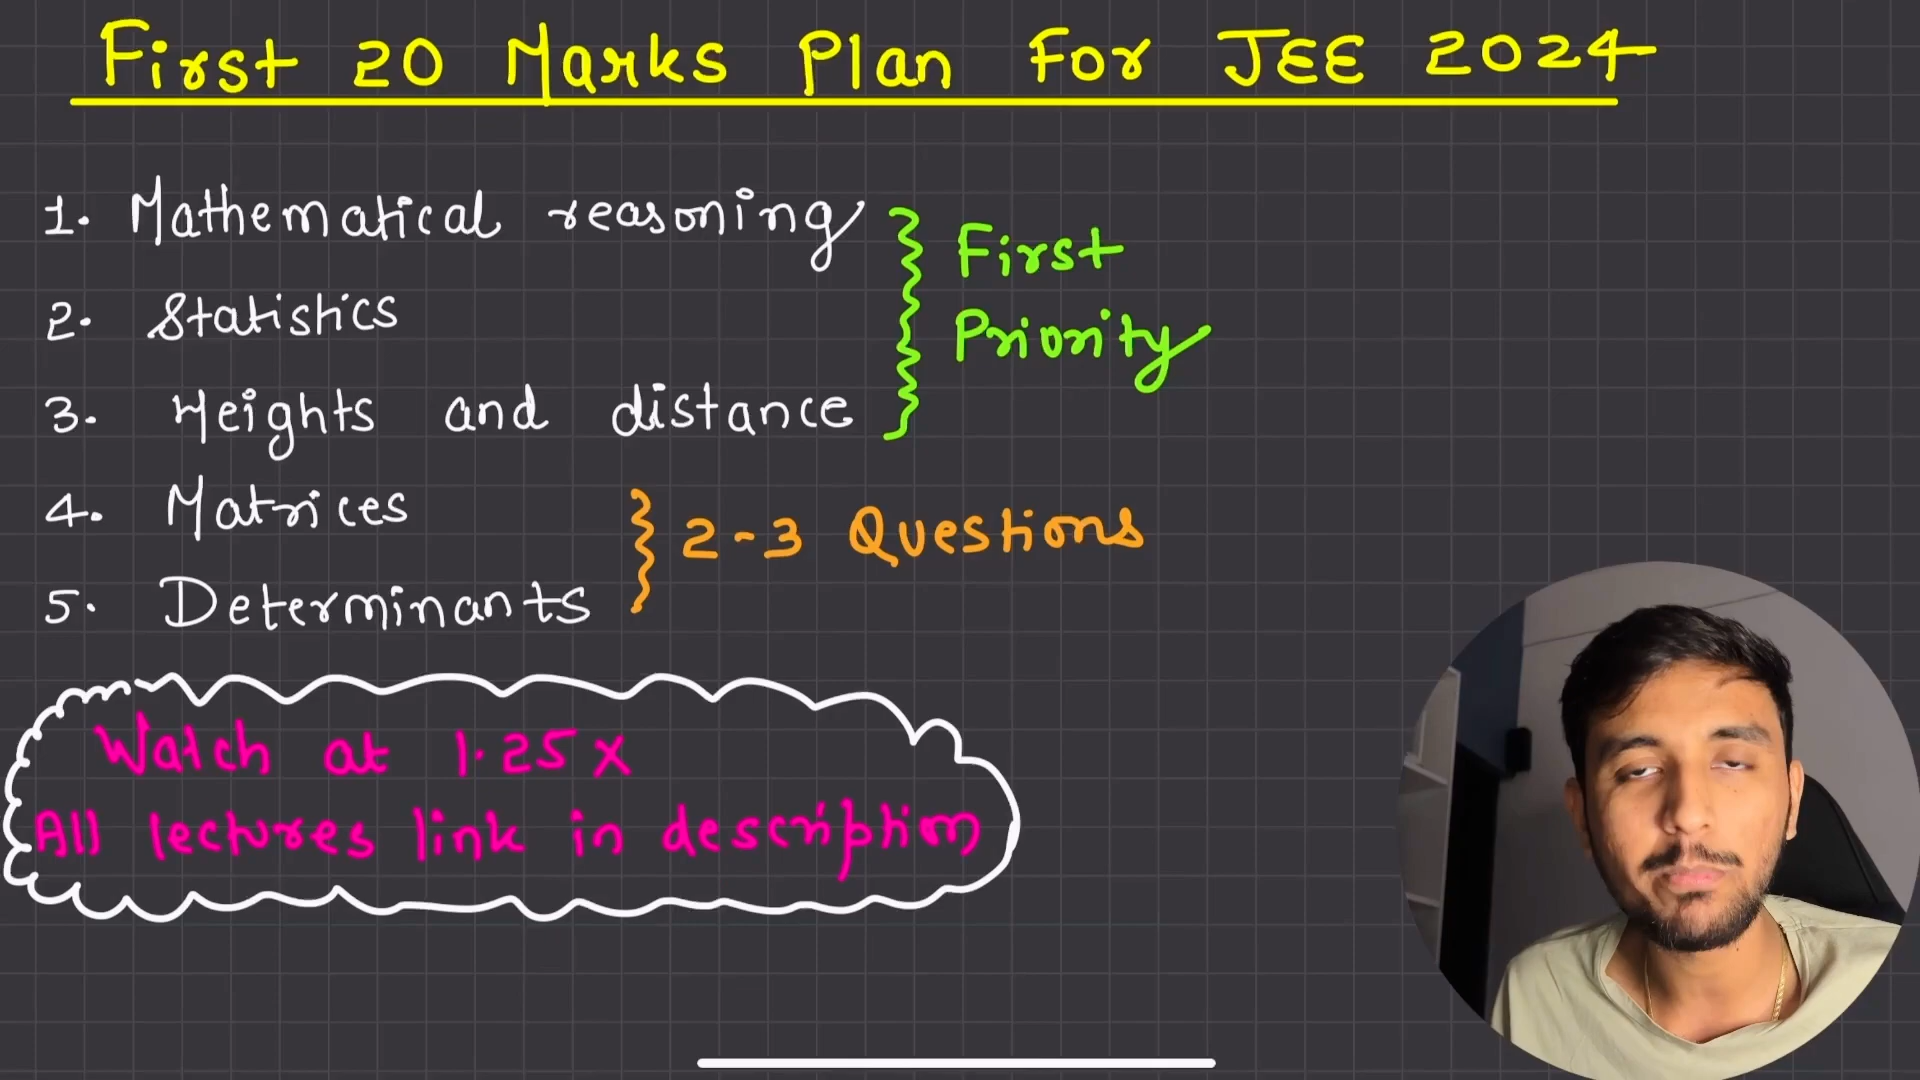 First 20 Marks Plan For JEE 2024
1. Mathematical reasoning
2. Statistics
3. Heights and distance
First
Priority
4. Matrices
5. Determinants
2-3 Questions
Watch at 1.25x
All lectures link in description